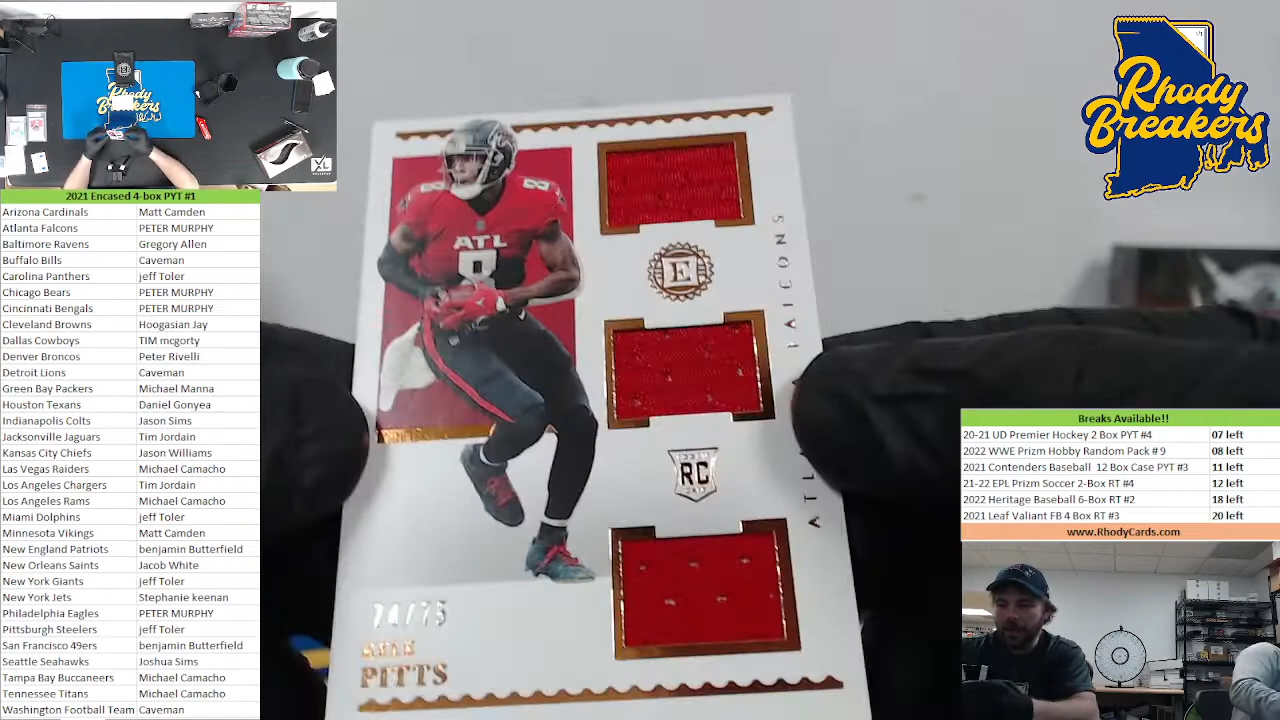 2021 Encased 4-box PYT #1
Arizona Cardinals Matt Camden
Atlanta Falcons PETER MURPHY
Baltimore Ravens Gregory Allen
Buffalo Bills Caveman
Carolina Panthers jeff Toler
Chicago Bears PETER MURPHY
Cincinnati Bengals PETER MURPHY
Cleveland Browns Hoogasian Jay
Dallas Cowboys TIM mcgorty
Denver Broncos Peter Rivelli
Detroit Lions Caveman
Green Bay Packers Michael Manna
Houston Texans Daniel Gonyea
Indianapolis Colts Jason Sims
Jacksonville Jaguars Tim Jordain
Kansas City Chiefs Jason Williams
Las Vegas Raiders Michael Camacho
Los Angeles Chargers Tim Jordain
Los Angeles Rams Michael Camacho
Miami Dolphins jeff Toler
Minnesota Vikings Matt Camden
New England Patriots benjamin Butterfield
New Orleans Saints Jacob White
New York Giants jeff Toler
New York Jets Stephanie keenan
Philadelphia Eagles PETER MURPHY
Pittsburgh Steelers jeff Toler
San Francisco 49ers benjamin Butterfield
Seattle Seahawks Joshua Sims
Tampa Bay Buccaneers Michael Camacho
Tennessee Titans Michael Camacho
Washington Football Team Caveman
Rhody
Breakers
XL
ATL
8
E
FALCONS
RC
74/75
KYLE
PITTS
Rhody
Breakers
Breaks Available!!
20-21 UD Premier Hockey 2 Box PYT #4 07 left
2022 WWE Prizm Hobby Random Pack # 9 08 left
2021 Contenders Baseball 12 Box Case PYT #3 11 left
21-22 EPL Prizm Soccer 2-Box RT #4 12 left
2022 Heritage Baseball 6-Box RT #2 18 left
2021 Leaf Valiant FB 4 Box RT #3 20 left
www.RhodyCards.com